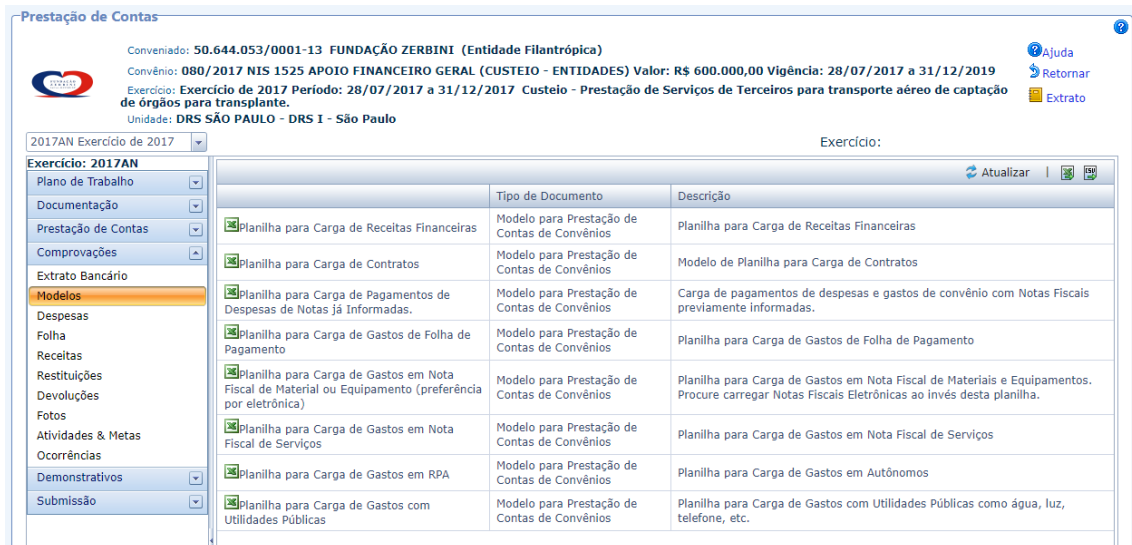 Prestação de Contas
Conveniado: 50.644.053/0001-13 FUNDAÇÃO ZERBINI (Entidade Filantrópica)
Convênio: 080/2017 NIS 1525 APOIO FINANCEIRO GERAL (CUSTEIO - ENTIDADES) Valor: R$ 600.000,00 Vigência: 28/07/2017 a 31/12/2019
Exercício: Exercício de 2017 Período: 28/07/2017 a 31/12/2017 Custeio - Prestação de Serviços de Terceiros para transporte aéreo de captação
de órgãos para transplante.
Unidade: DRS SÃO PAULO - DRS I - São Paulo
Ajuda
Retornar
Extrato
2017AN Exercício de 2017
Exercício:
Exercício: 2017AN
Plano de Trabalho
Documentação
Prestação de Contas
Comprovações
Extrato Bancário
Modelos
Despesas
Folha
Receitas
Restituições
Devoluções
Fotos
Atividades & Metas
Ocorrências
Demonstrativos
Submissão
Atualizar |
Tipo de Documento Descrição
Planilha para Carga de Receitas Financeiras
Modelo para Prestação de
Contas de Convênios
Planilha para Carga de Receitas Financeiras
Planilha para Carga de Contratos
Modelo para Prestação de
Contas de Convênios
Modelo de Planilha para Carga de Contratos
Planilha para Carga de Pagamentos de
Despesas de Notas já Informadas.
Modelo para Prestação de
Contas de Convênios
Carga de pagamentos de despesas e gastos de convênio com Notas Fiscais
previamente informadas.
Planilha para Carga de Gastos de Folha de
Pagamento
Modelo para Prestação de
Contas de Convênios
Planilha para Carga de Gastos de Folha de Pagamento
Planilha para Carga de Gastos em Nota
Fiscal de Material ou Equipamento (preferência
por eletrônica)
Modelo para Prestação de
Contas de Convênios
Planilha para Carga de Gastos em Nota Fiscal de Materiais e Equipamentos.
Procure carregar Notas Fiscais Eletrônicas ao invés desta planilha.
Planilha para Carga de Gastos em Nota
Fiscal de Serviços
Modelo para Prestação de
Contas de Convênios
Planilha para Carga de Gastos em Nota Fiscal de Serviços
Planilha para Carga de Gastos em RPA
Modelo para Prestação de
Contas de Convênios
Planilha para Carga de Gastos em Autônomos
Planilha para Carga de Gastos com
Utilidades Públicas
Modelo para Prestação de
Contas de Convênios
Planilha para Carga de Gastos com Utilidades Públicas como água, luz,
telefone, etc.